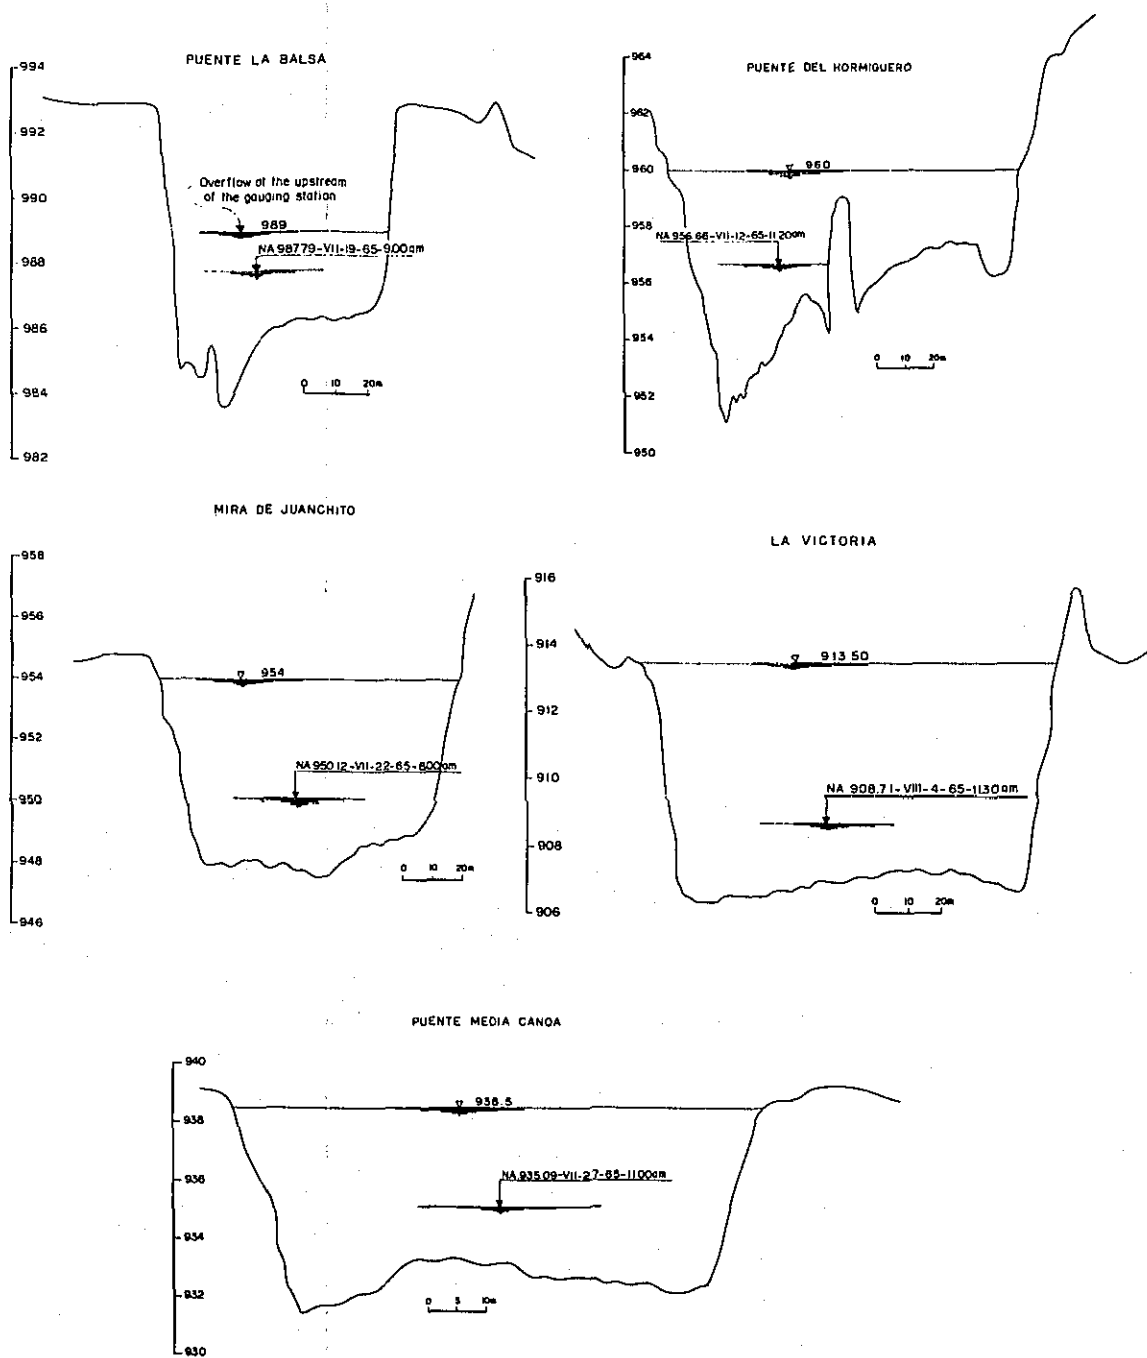 PUENTE LA BALSA
994
992
990
988
986
984
982
Overflow of the upstream
of the gauging station
989
NA 987.79-VII-19-65-9.00am
0 10 20m
PUENTE DEL HORMIGUERO
964
962
960
958
956
954
952
950
960
NA 956.66-VII-12-65-11.20am
0 10 20m
MIRA DE JUANCHITO
958
956
954
952
950
948
946
954
NA 950.12-VII-22-65-8.00am
0 10 20m
LA VICTORIA
916
914
912
910
908
906
913.50
NA 908.71-VIII-4-65-11.30am
0 10 20m
PUENTE MEDIA CANOA
940
938
936
934
932
930
938.5
NA 935.09-VII-27-65-11.00am
0 5 10m